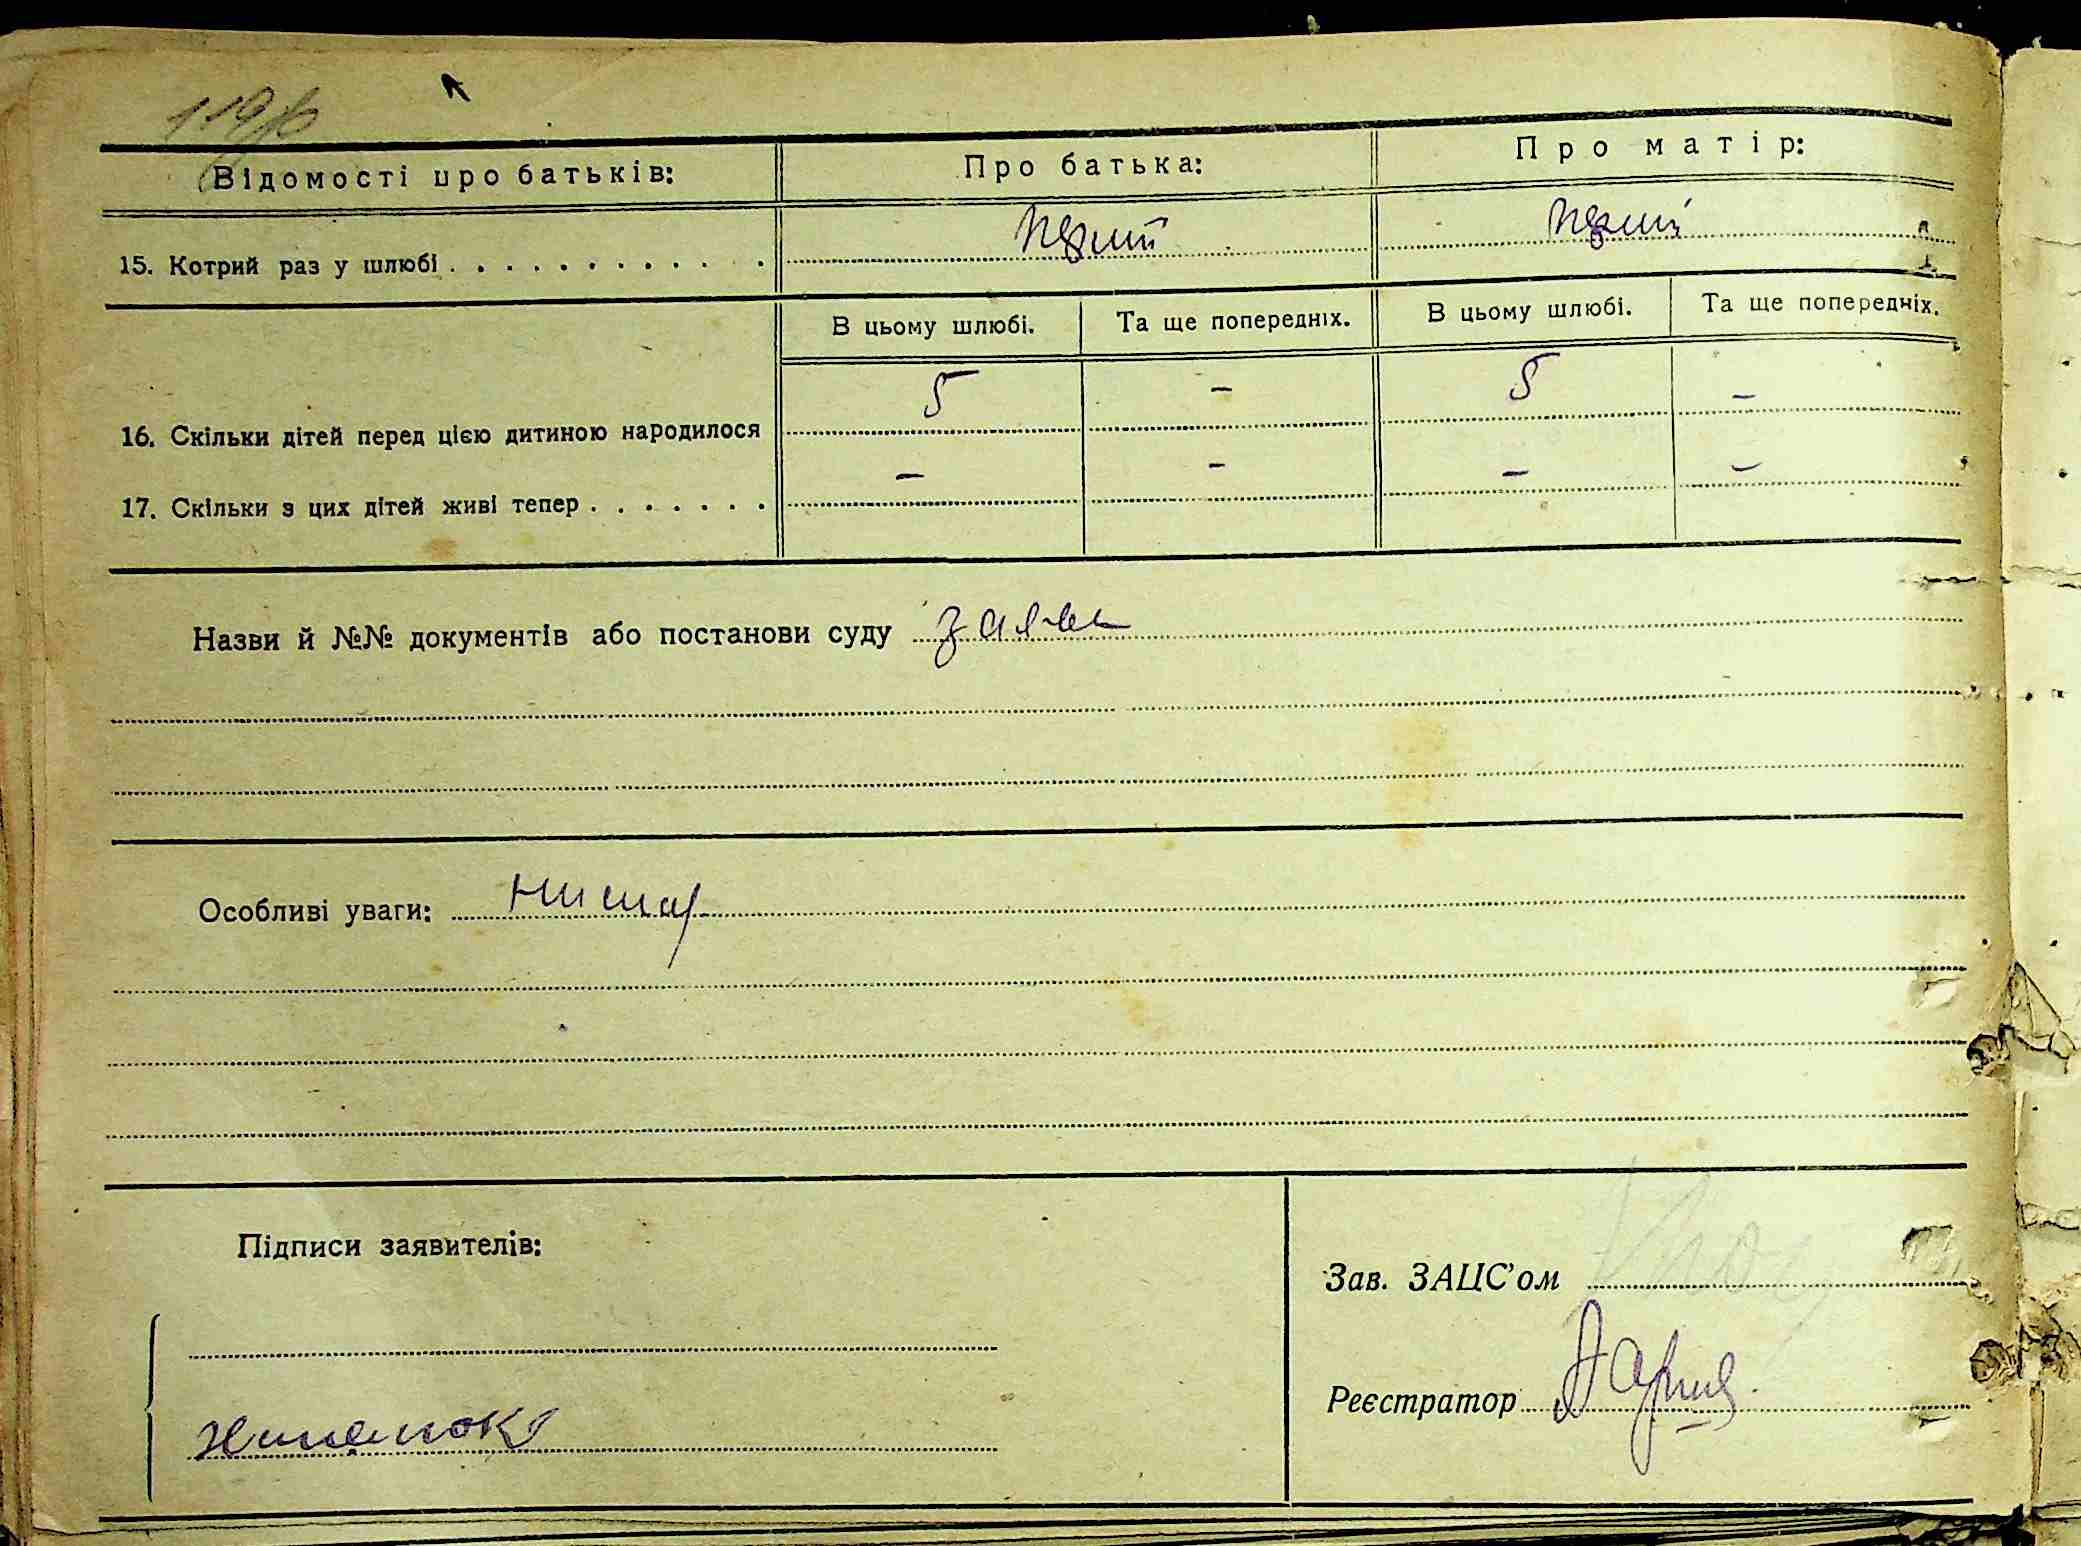 Відомості про батьків: Про батька: Про матір:
15. Котрий раз у шлюбі . . . . . . . . . . . . перший перший
В цьому шлюбі. Та ще попередніх. В цьому шлюбі. Та ще попередніх.
16. Скільки дітей перед цією дитиною народилося 5 – 5 –
17. Скільки з цих дітей живі тепер . . . . . . . – – – –
Назви й №№ документів або постанови суду
Особливі уваги:
Підписи заявителів:
Зав. ЗАЦС'ом
Реєстратор